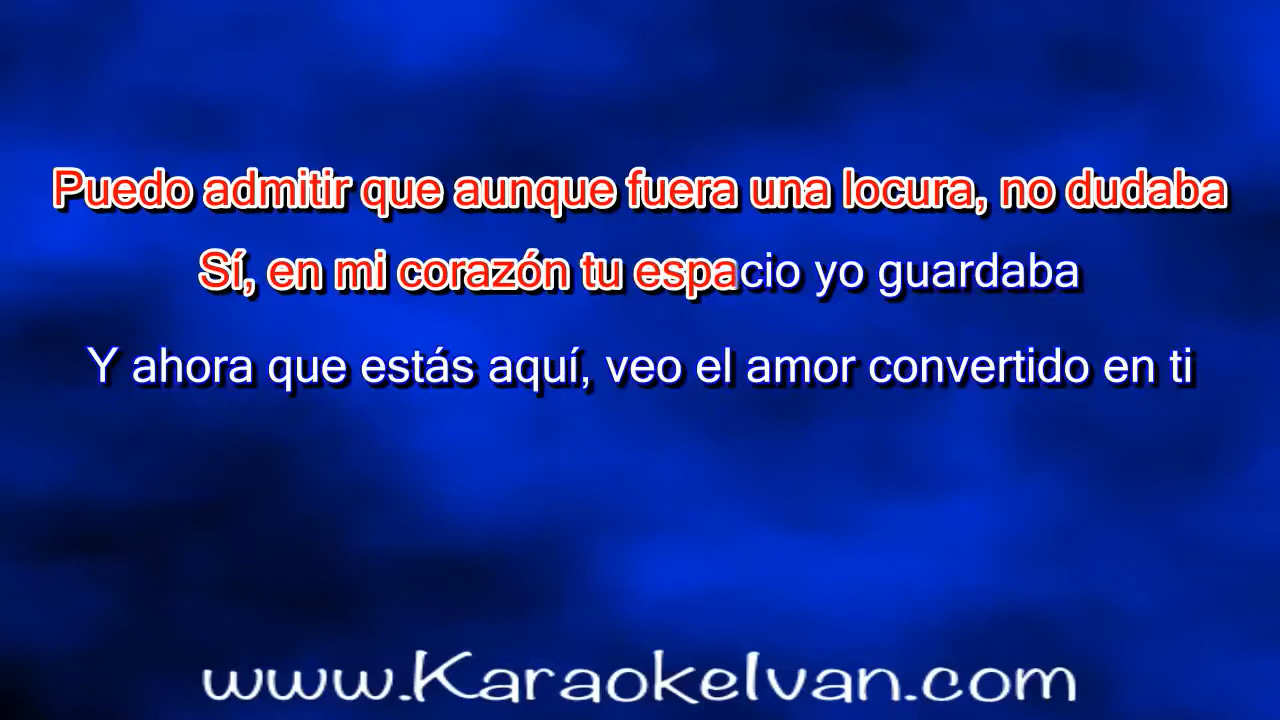 Puedo admitir que aunque fuera una locura, no dudaba
Sí, en mi corazón tu espacio yo guardaba
Y ahora que estás aquí, veo el amor convertido en ti
www.KaraokeIvan.com